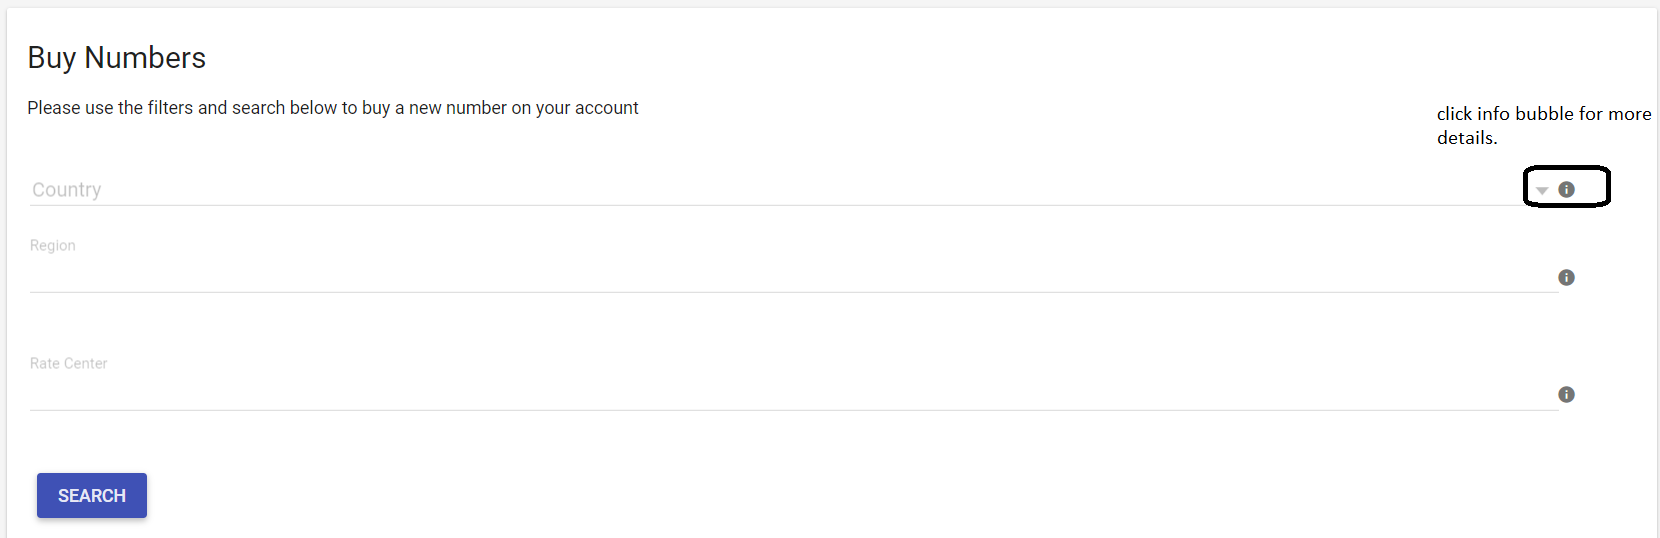 Buy Numbers
Please use the filters and search below to buy a new number on your account
click info bubble for more
details.
Country
Region
Rate Center
SEARCH